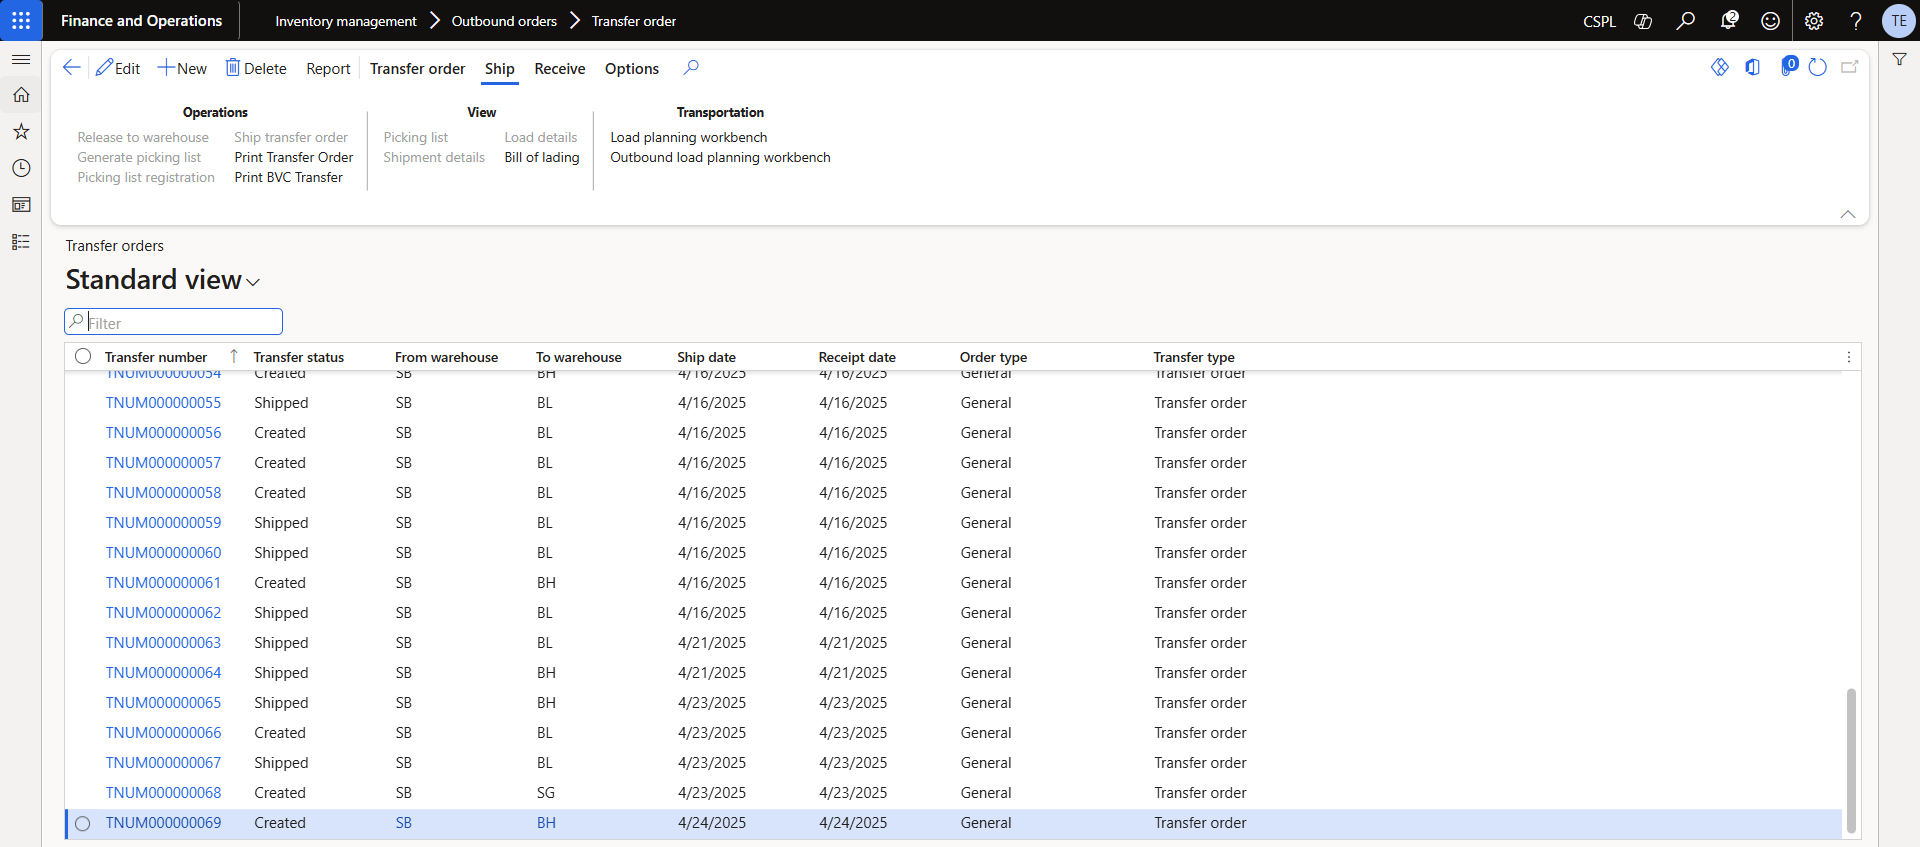 Finance and Operations
Inventory management > Outbound orders > Transfer order
CSPL
2
TE
Edit New Delete Report Transfer order Ship Receive Options
0
Operations View Transportation
Release to warehouse Ship transfer order Picking list Load details Load planning workbench
Generate picking list Print Transfer Order Shipment details Bill of lading Outbound load planning workbench
Picking list registration Print BVC Transfer
Transfer orders
Standard view
Filter
Transfer number Transfer status From warehouse To warehouse Ship date Receipt date Order type Transfer type
TNUM000000054 Created SB BH 4/16/2025 4/16/2025 General Transfer order
TNUM000000055 Shipped SB BL 4/16/2025 4/16/2025 General Transfer order
TNUM000000056 Created SB BL 4/16/2025 4/16/2025 General Transfer order
TNUM000000057 Created SB BL 4/16/2025 4/16/2025 General Transfer order
TNUM000000058 Created SB BL 4/16/2025 4/16/2025 General Transfer order
TNUM000000059 Shipped SB BL 4/16/2025 4/16/2025 General Transfer order
TNUM000000060 Shipped SB BL 4/16/2025 4/16/2025 General Transfer order
TNUM000000061 Created SB BH 4/16/2025 4/16/2025 General Transfer order
TNUM000000062 Shipped SB BL 4/16/2025 4/16/2025 General Transfer order
TNUM000000063 Shipped SB BL 4/21/2025 4/21/2025 General Transfer order
TNUM000000064 Shipped SB BH 4/21/2025 4/21/2025 General Transfer order
TNUM000000065 Shipped SB BH 4/23/2025 4/23/2025 General Transfer order
TNUM000000066 Created SB BL 4/23/2025 4/23/2025 General Transfer order
TNUM000000067 Shipped SB BL 4/23/2025 4/23/2025 General Transfer order
TNUM000000068 Created SB SG 4/23/2025 4/23/2025 General Transfer order
TNUM000000069 Created SB BH 4/24/2025 4/24/2025 General Transfer order